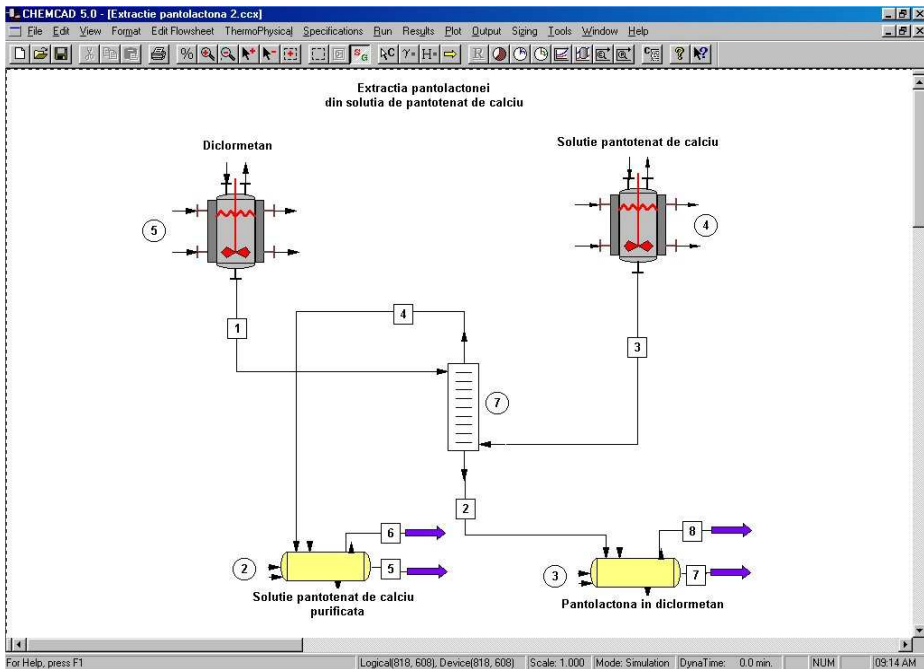 CHEMCAD 5.0 - [Extractie pantolactona 2.ccx]
File Edit View Format Edit Flowsheet ThermoPhysical Specifications Run Results Plot Output Sizing Tools Window Help
Extractia pantolactonei
din solutia de pantotenat de calciu
Diclormetan
Solutie pantotenat de calciu
5
4
1
4
3
7
2
6
8
2
5
3
7
Solutie pantotenat de calciu
purificata
Pantolactona in diclormetan
For Help, press F1 Logical(818, 608), Device(818, 608) Scale: 1.000 Mode: Simulation DynaTime: 0.0 min. NUM 09:14 AM